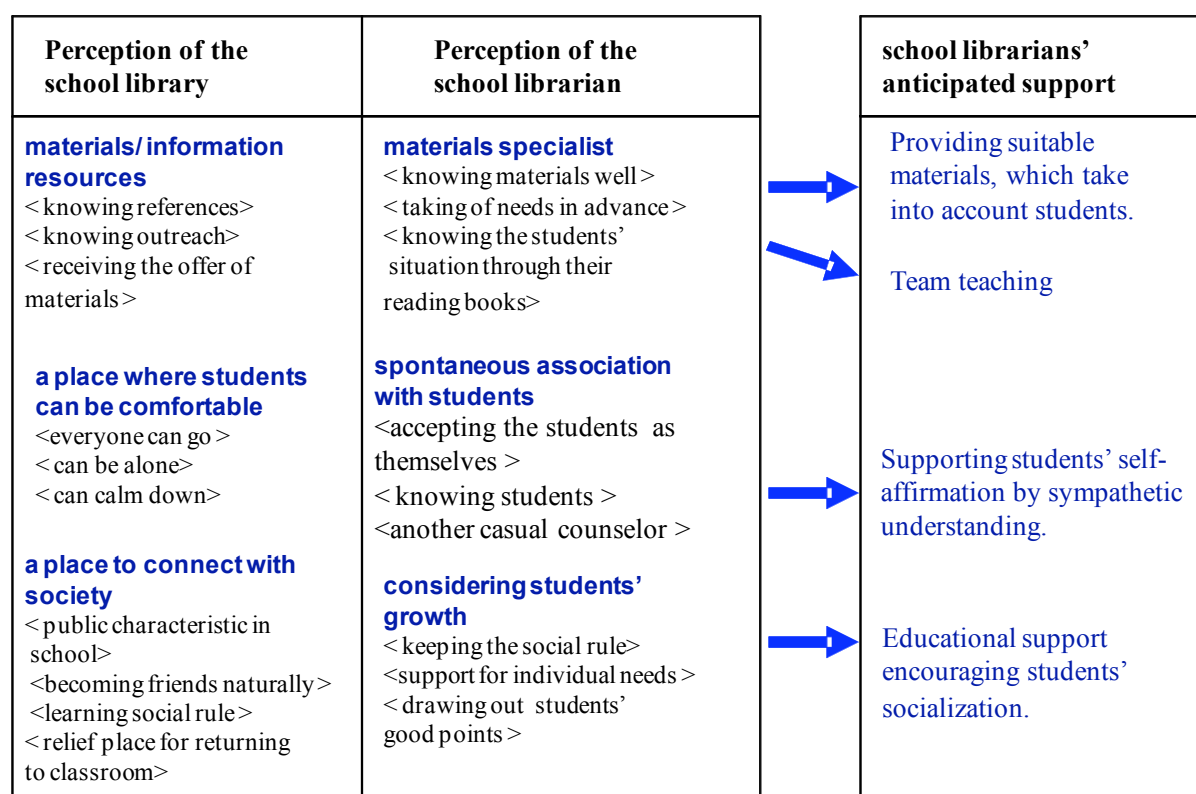 Perception of the
school library
materials/ information
resources
< knowing references>
< knowing outreach>
< receiving the offer of
materials >
a place where students
can be comfortable
<everyone can go >
< can be alone>
< can calm down>
a place to connect with
society
< public characteristic in
school>
<becoming friends naturally >
<learning social rule >
< relief place for returning
to classroom>
Perception of the
school librarian
materials specialist
< knowing materials well >
< taking of needs in advance >
< knowing the students’
situation through their
reading books>
spontaneous association
with students
<accepting the students as
themselves >
< knowing students >
<another casual counselor >
considering students’
growth
< keeping the social rule>
<support for individual needs >
< drawing out students’
good points >
school librarians’
anticipated support
Providing suitable
materials, which take
into account students.
Team teaching
Supporting students’ self-
affirmation by sympathetic
understanding.
Educational support
encouraging students’
socialization.